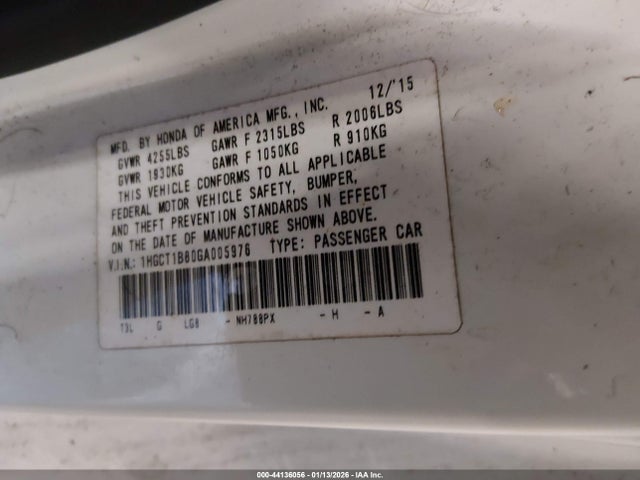 12/'15
MFD. BY HONDA OF AMERICA MFG., INC.
GVWR 4255LBS GAWR F 2315LBS R 2006LBS
GVWR 1930KG GAWR F 1050KG R 910KG
THIS VEHICLE CONFORMS TO ALL APPLICABLE
FEDERAL MOTOR VEHICLE SAFETY, BUMPER,
AND THEFT PREVENTION STANDARDS IN EFFECT
ON THE DATE OF MANUFACTURE SHOWN ABOVE.
V.I.N.: 1HGCT1B80GA005976 TYPE: PASSENGER CAR
T3L G LG8 - NH788PX - H - A
000-44136056 - 01/13/2026 - IAA Inc.